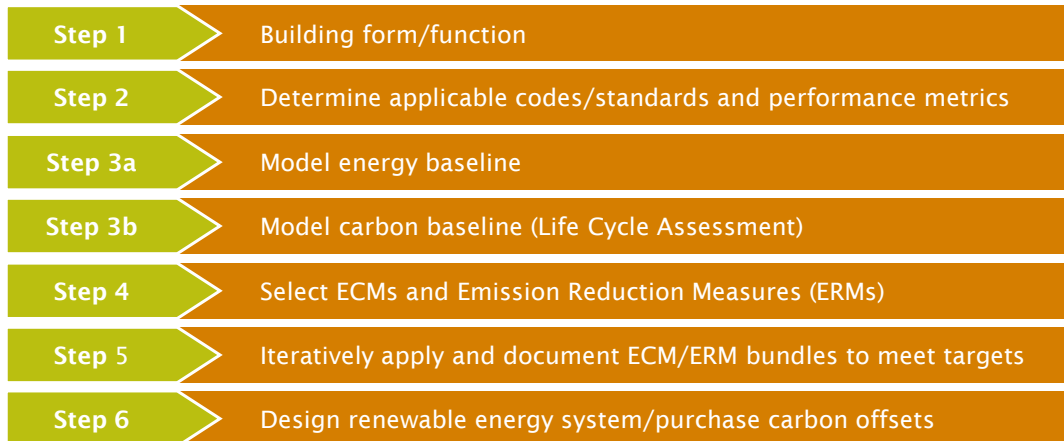 Step 1 Building form/function
Step 2 Determine applicable codes/standards and performance metrics
Step 3a Model energy baseline
Step 3b Model carbon baseline (Life Cycle Assessment)
Step 4 Select ECMs and Emission Reduction Measures (ERMs)
Step 5 Iteratively apply and document ECM/ERM bundles to meet targets
Step 6 Design renewable energy system/purchase carbon offsets